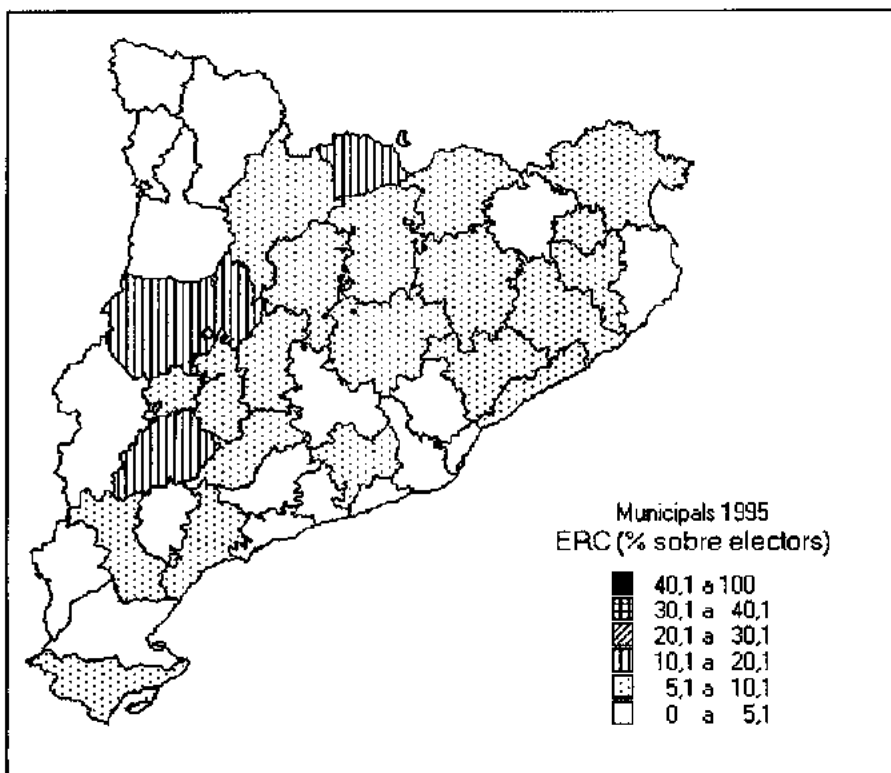 Municipals 1995
ERC (% sobre electors)
40,1 a 100
30,1 a 40,1
20,1 a 30,1
10,1 a 20,1
5,1 a 10,1
0 a 5,1